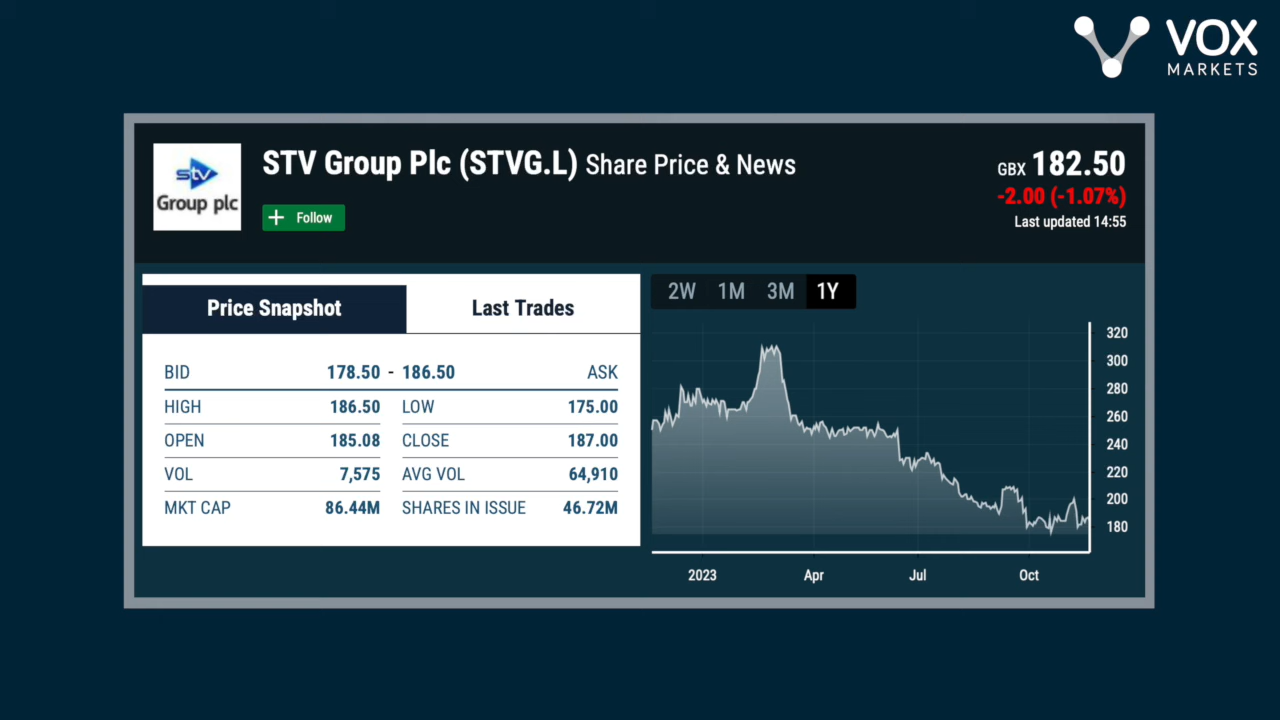 VOX
MARKETS
stv
Group plc
STV Group Plc (STVG.L) Share Price & News
+ Follow
GBX 182.50
-2.00 (-1.07%)
Last updated 14:55
Price Snapshot
Last Trades
BID 178.50 - 186.50 ASK
HIGH 186.50 LOW 175.00
OPEN 185.08 CLOSE 187.00
VOL 7,575 AVG VOL 64,910
MKT CAP 86.44M SHARES IN ISSUE 46.72M
2W 1M 3M 1Y
320
300
280
260
240
220
200
180
2023 Apr Jul Oct